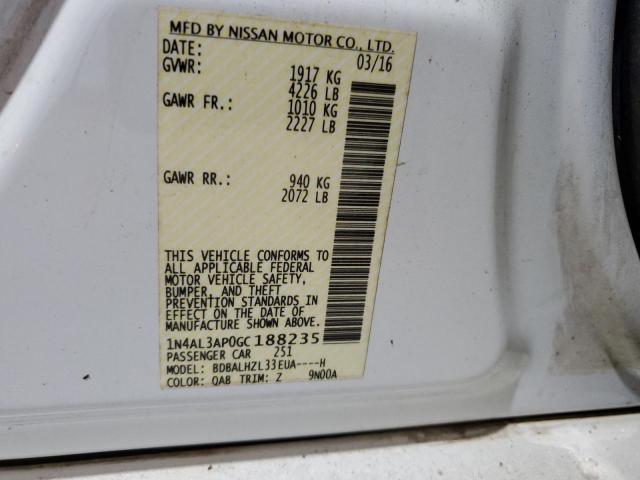 MFD BY NISSAN MOTOR CO., LTD.
DATE: 03/16
GVWR: 1917 KG
4226 LB
GAWR FR.: 1010 KG
2227 LB
GAWR RR.: 940 KG
2072 LB
THIS VEHICLE CONFORMS TO
ALL APPLICABLE FEDERAL
MOTOR VEHICLE SAFETY,
BUMPER, AND THEFT
PREVENTION STANDARDS IN
EFFECT ON THE DATE OF
MANUFACTURE SHOWN ABOVE.
1N4AL3AP0GC188235
PASSENGER CAR 251
MODEL: BDBALHZL33EUA----H
COLOR: QAB TRIM: Z 9N00A